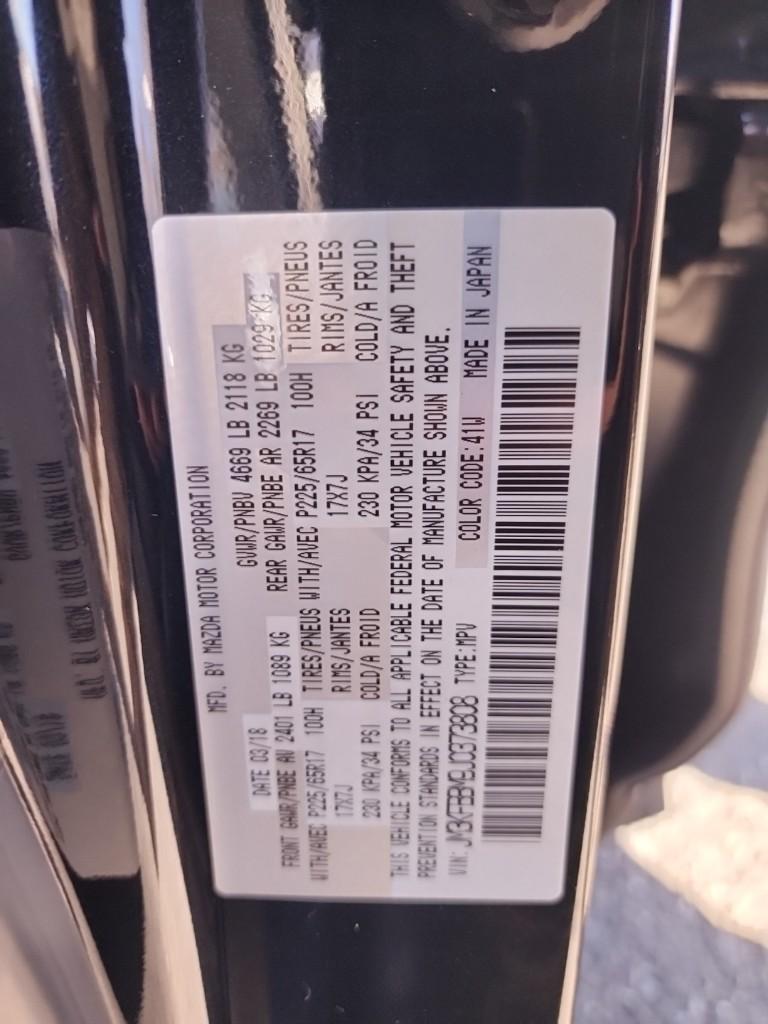 MFD. BY MAZDA MOTOR CORPORATION
DATE 03/18 GVWR/PNBV 4669 LB 2118 KG
FRONT GAWR/PNBE AV 2401 LB 1089 KG REAR GAWR/PNBE AR 2269 LB 1029 KG
WITH/AVEC P225/65R17 100H TIRES/PNEUS WITH/AVEC P225/65R17 100H TIRES/PNEUS
17X7J RIMS/JANTES 17X7J RIMS/JANTES
230 KPA/34 PSI COLD/A FROID 230 KPA/34 PSI COLD/A FROID
THIS VEHICLE CONFORMS TO ALL APPLICABLE FEDERAL MOTOR VEHICLE SAFETY AND THEFT
PREVENTION STANDARDS IN EFFECT ON THE DATE OF MANUFACTURE SHOWN ABOVE.
VIN: JM3KFBBM9J0373808 TYPE:MPV COLOR CODE:41W MADE IN JAPAN